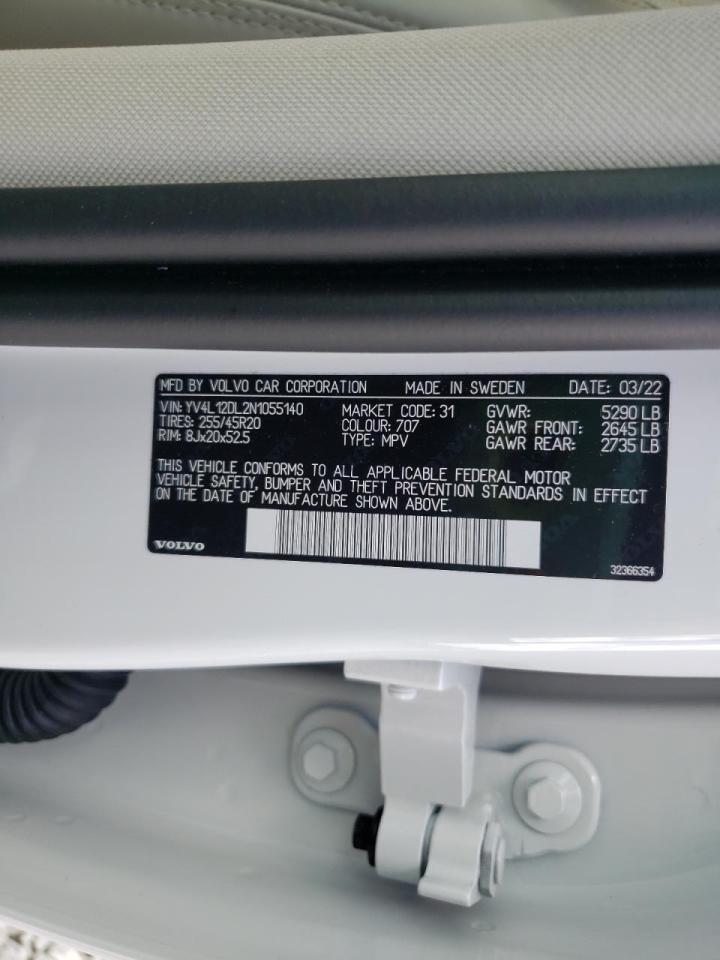 MFD BY VOLVO CAR CORPORATION MADE IN SWEDEN DATE: 03/22
VIN: YV4L12DL2N1055140 MARKET CODE: 31 GVWR: 5290 LB
TIRES: 255/45R20 COLOUR: 707 GAWR FRONT: 2645 LB
RIM: 8Jx20x52.5 TYPE: MPV GAWR REAR: 2735 LB
THIS VEHICLE CONFORMS TO ALL APPLICABLE FEDERAL MOTOR
VEHICLE SAFETY, BUMPER AND THEFT PREVENTION STANDARDS IN EFFECT
ON THE DATE OF MANUFACTURE SHOWN ABOVE.
VOLVO 32366354